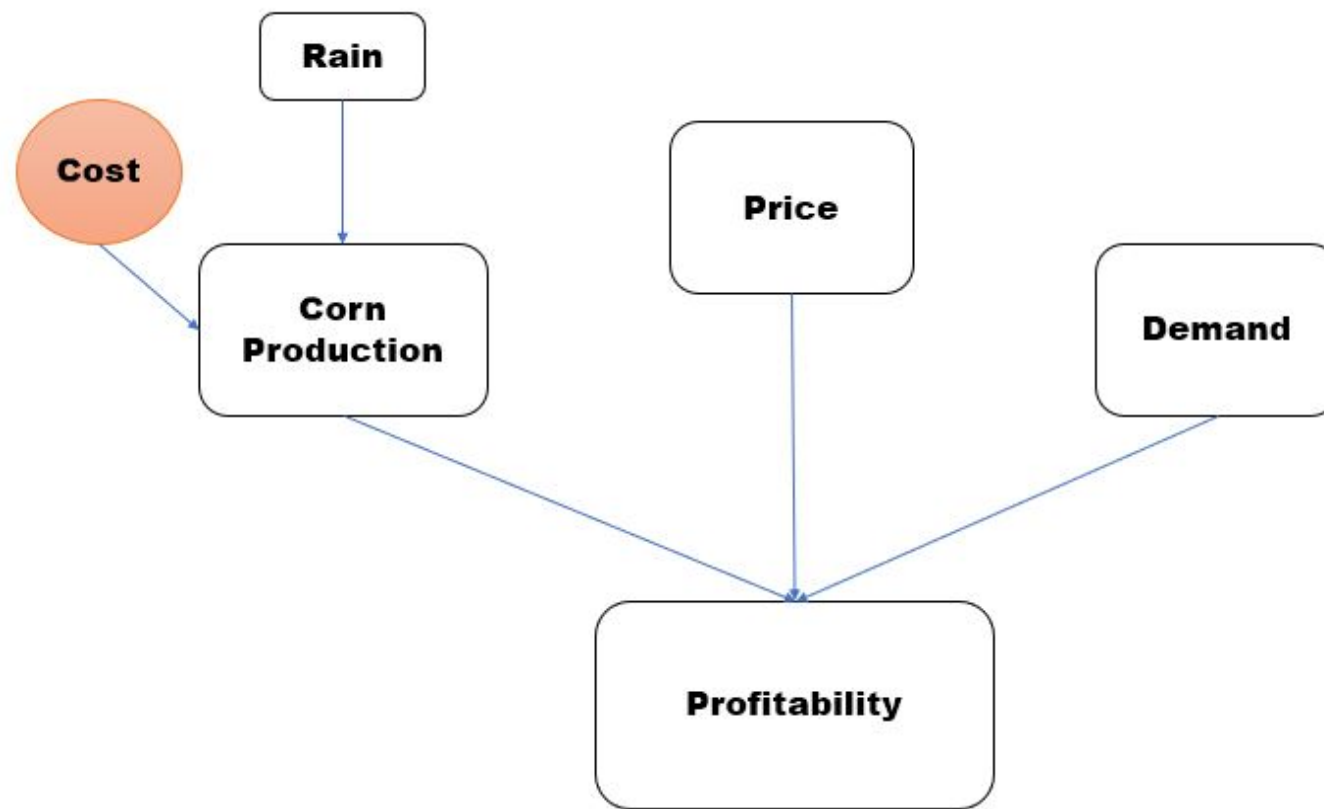 Rain
Cost
Price
Corn
Production
Demand
Profitability